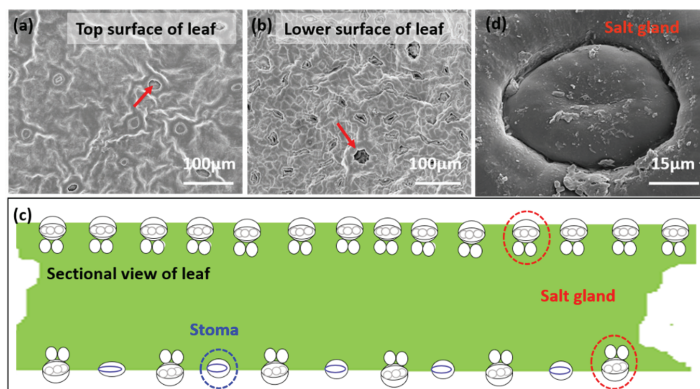 (a) Top surface of leaf
100μm
(b) Lower surface of leaf
100μm
(d) Salt gland
15μm
(c)
Sectional view of leaf
Stoma
Salt gland